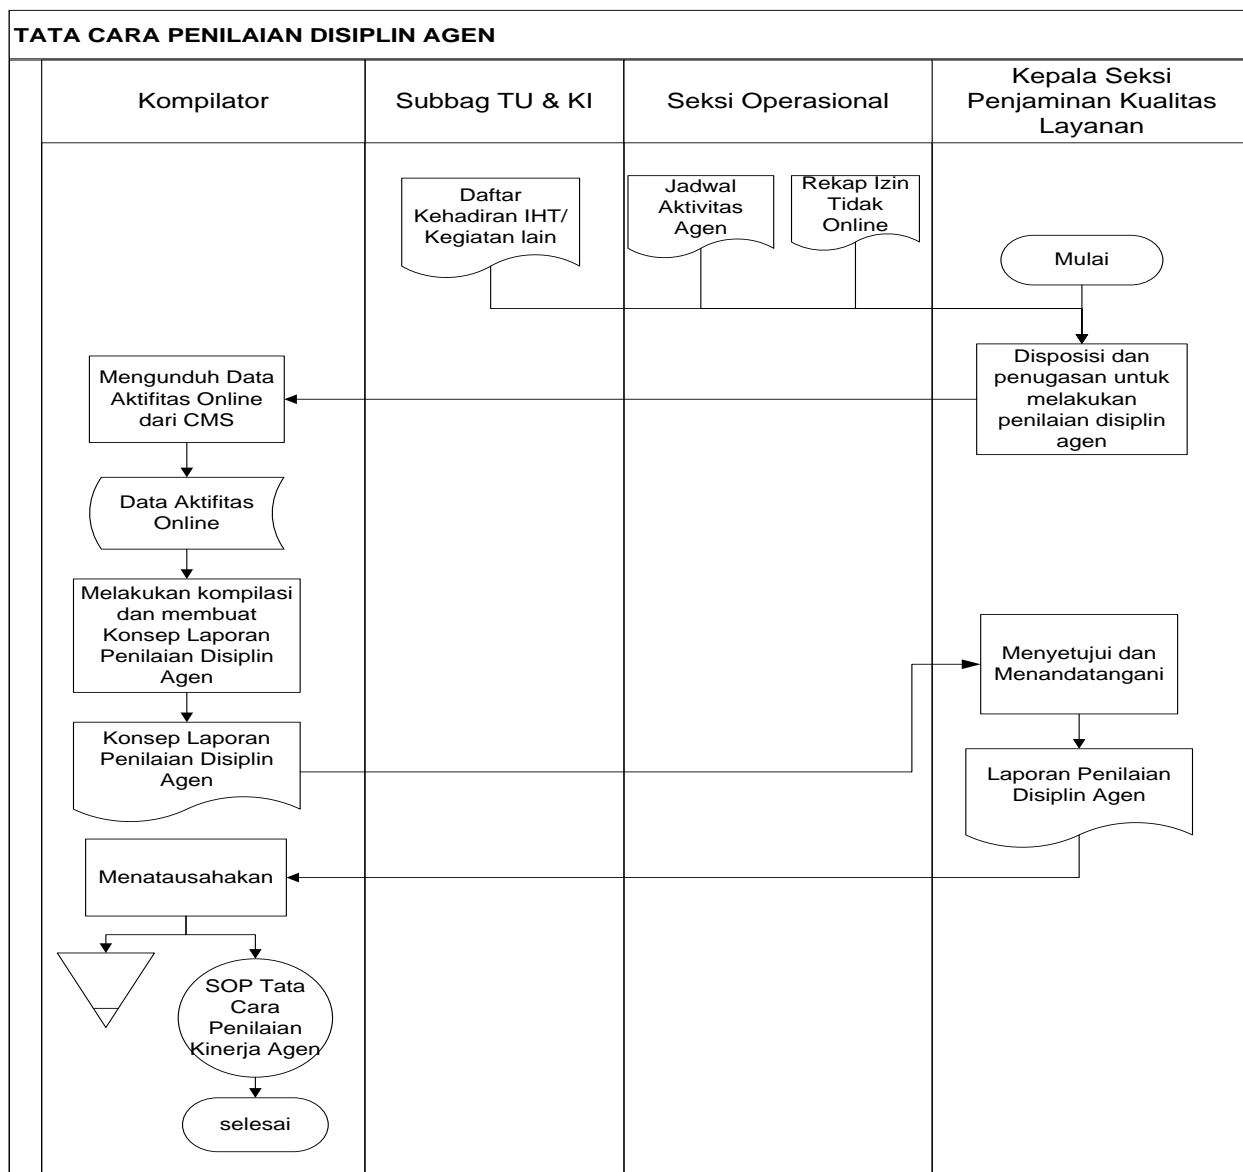 TATA CARA PENILAIAN DISIPLIN AGEN
Kompilator
Subbag TU & KI
Seksi Operasional
Kepala Seksi
Penjaminan Kualitas
Layanan
Daftar
Kehadiran IHT/
Kegiatan lain
Jadwal
Aktivitas
Agen
Rekap Izin
Tidak
Online
Mulai
Disposisi dan
penugasan untuk
melakukan
penilaian disiplin
agen
Mengunduh Data
Aktifitas Online
dari CMS
Data Aktifitas
Online
Melakukan kompilasi
dan membuat
Konsep Laporan
Penilaian Disiplin
Agen
Konsep Laporan
Penilaian Disiplin
Agen
Menyetujui dan
Menandatangani
Laporan Penilaian
Disiplin Agen
Menatausahakan
SOP Tata
Cara
Penilaian
Kinerja Agen
selesai